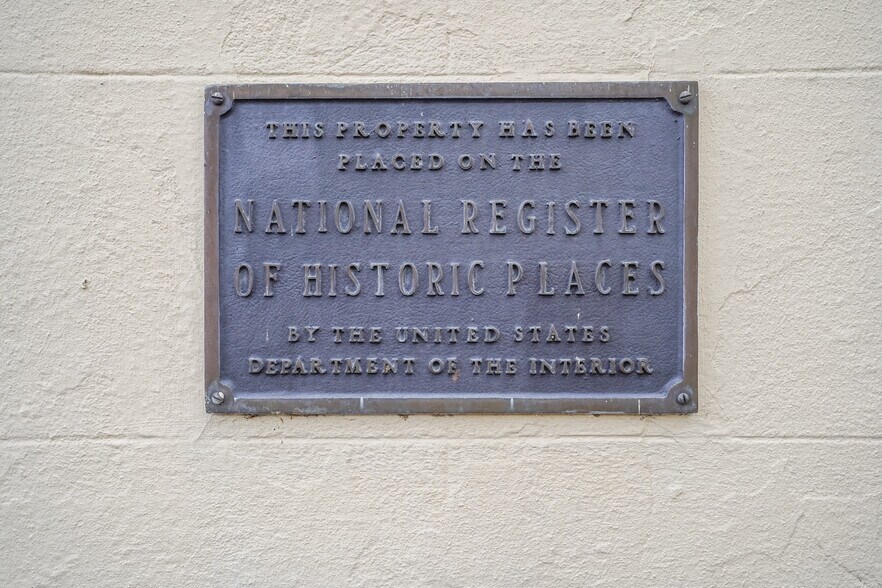 THIS PROPERTY HAS BEEN
PLACED ON THE
NATIONAL REGISTER
OF HISTORIC PLACES
BY THE UNITED STATES
DEPARTMENT OF THE INTERIOR